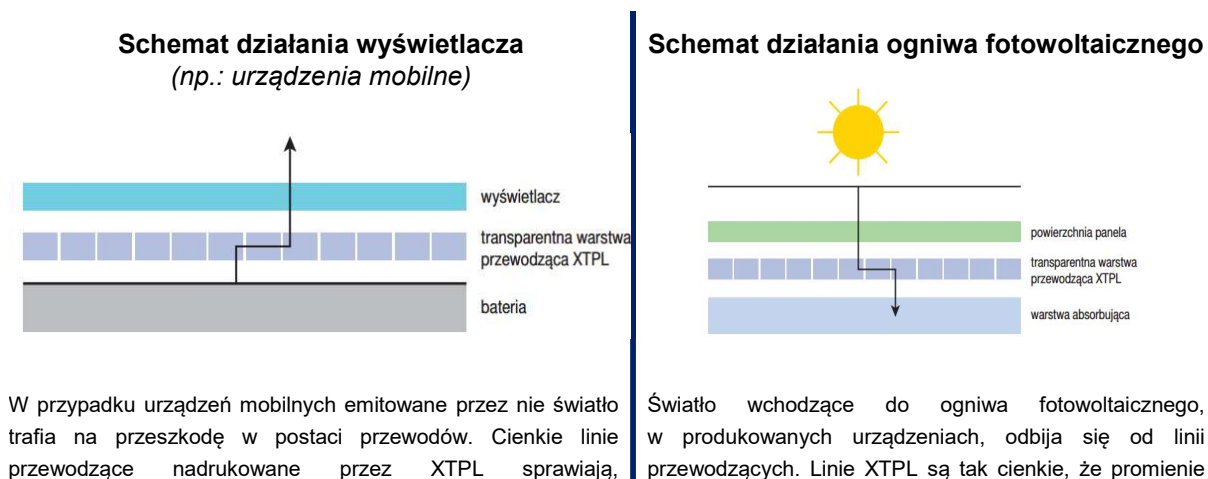 Schemat działania wyświetlacza
(np.: urządzenia mobilne)
wyświetlacz
transparentna warstwa
przewodząca XTPL
bateria
W przypadku urządzeń mobilnych emitowane przez nie światło
trafia na przeszkodę w postaci przewodów. Cienkie linie
przewodzące nadrukowane przez XTPL sprawiają,
Schemat działania ogniwa fotowoltaicznego
powierzchnia panela
transparentna warstwa
przewodząca XTPL
warstwa absorbująca
Światło wchodzące do ogniwa fotowoltaicznego,
w produkowanych urządzeniach, odbija się od linii
przewodzących. Linie XTPL są tak cienkie, że promienie